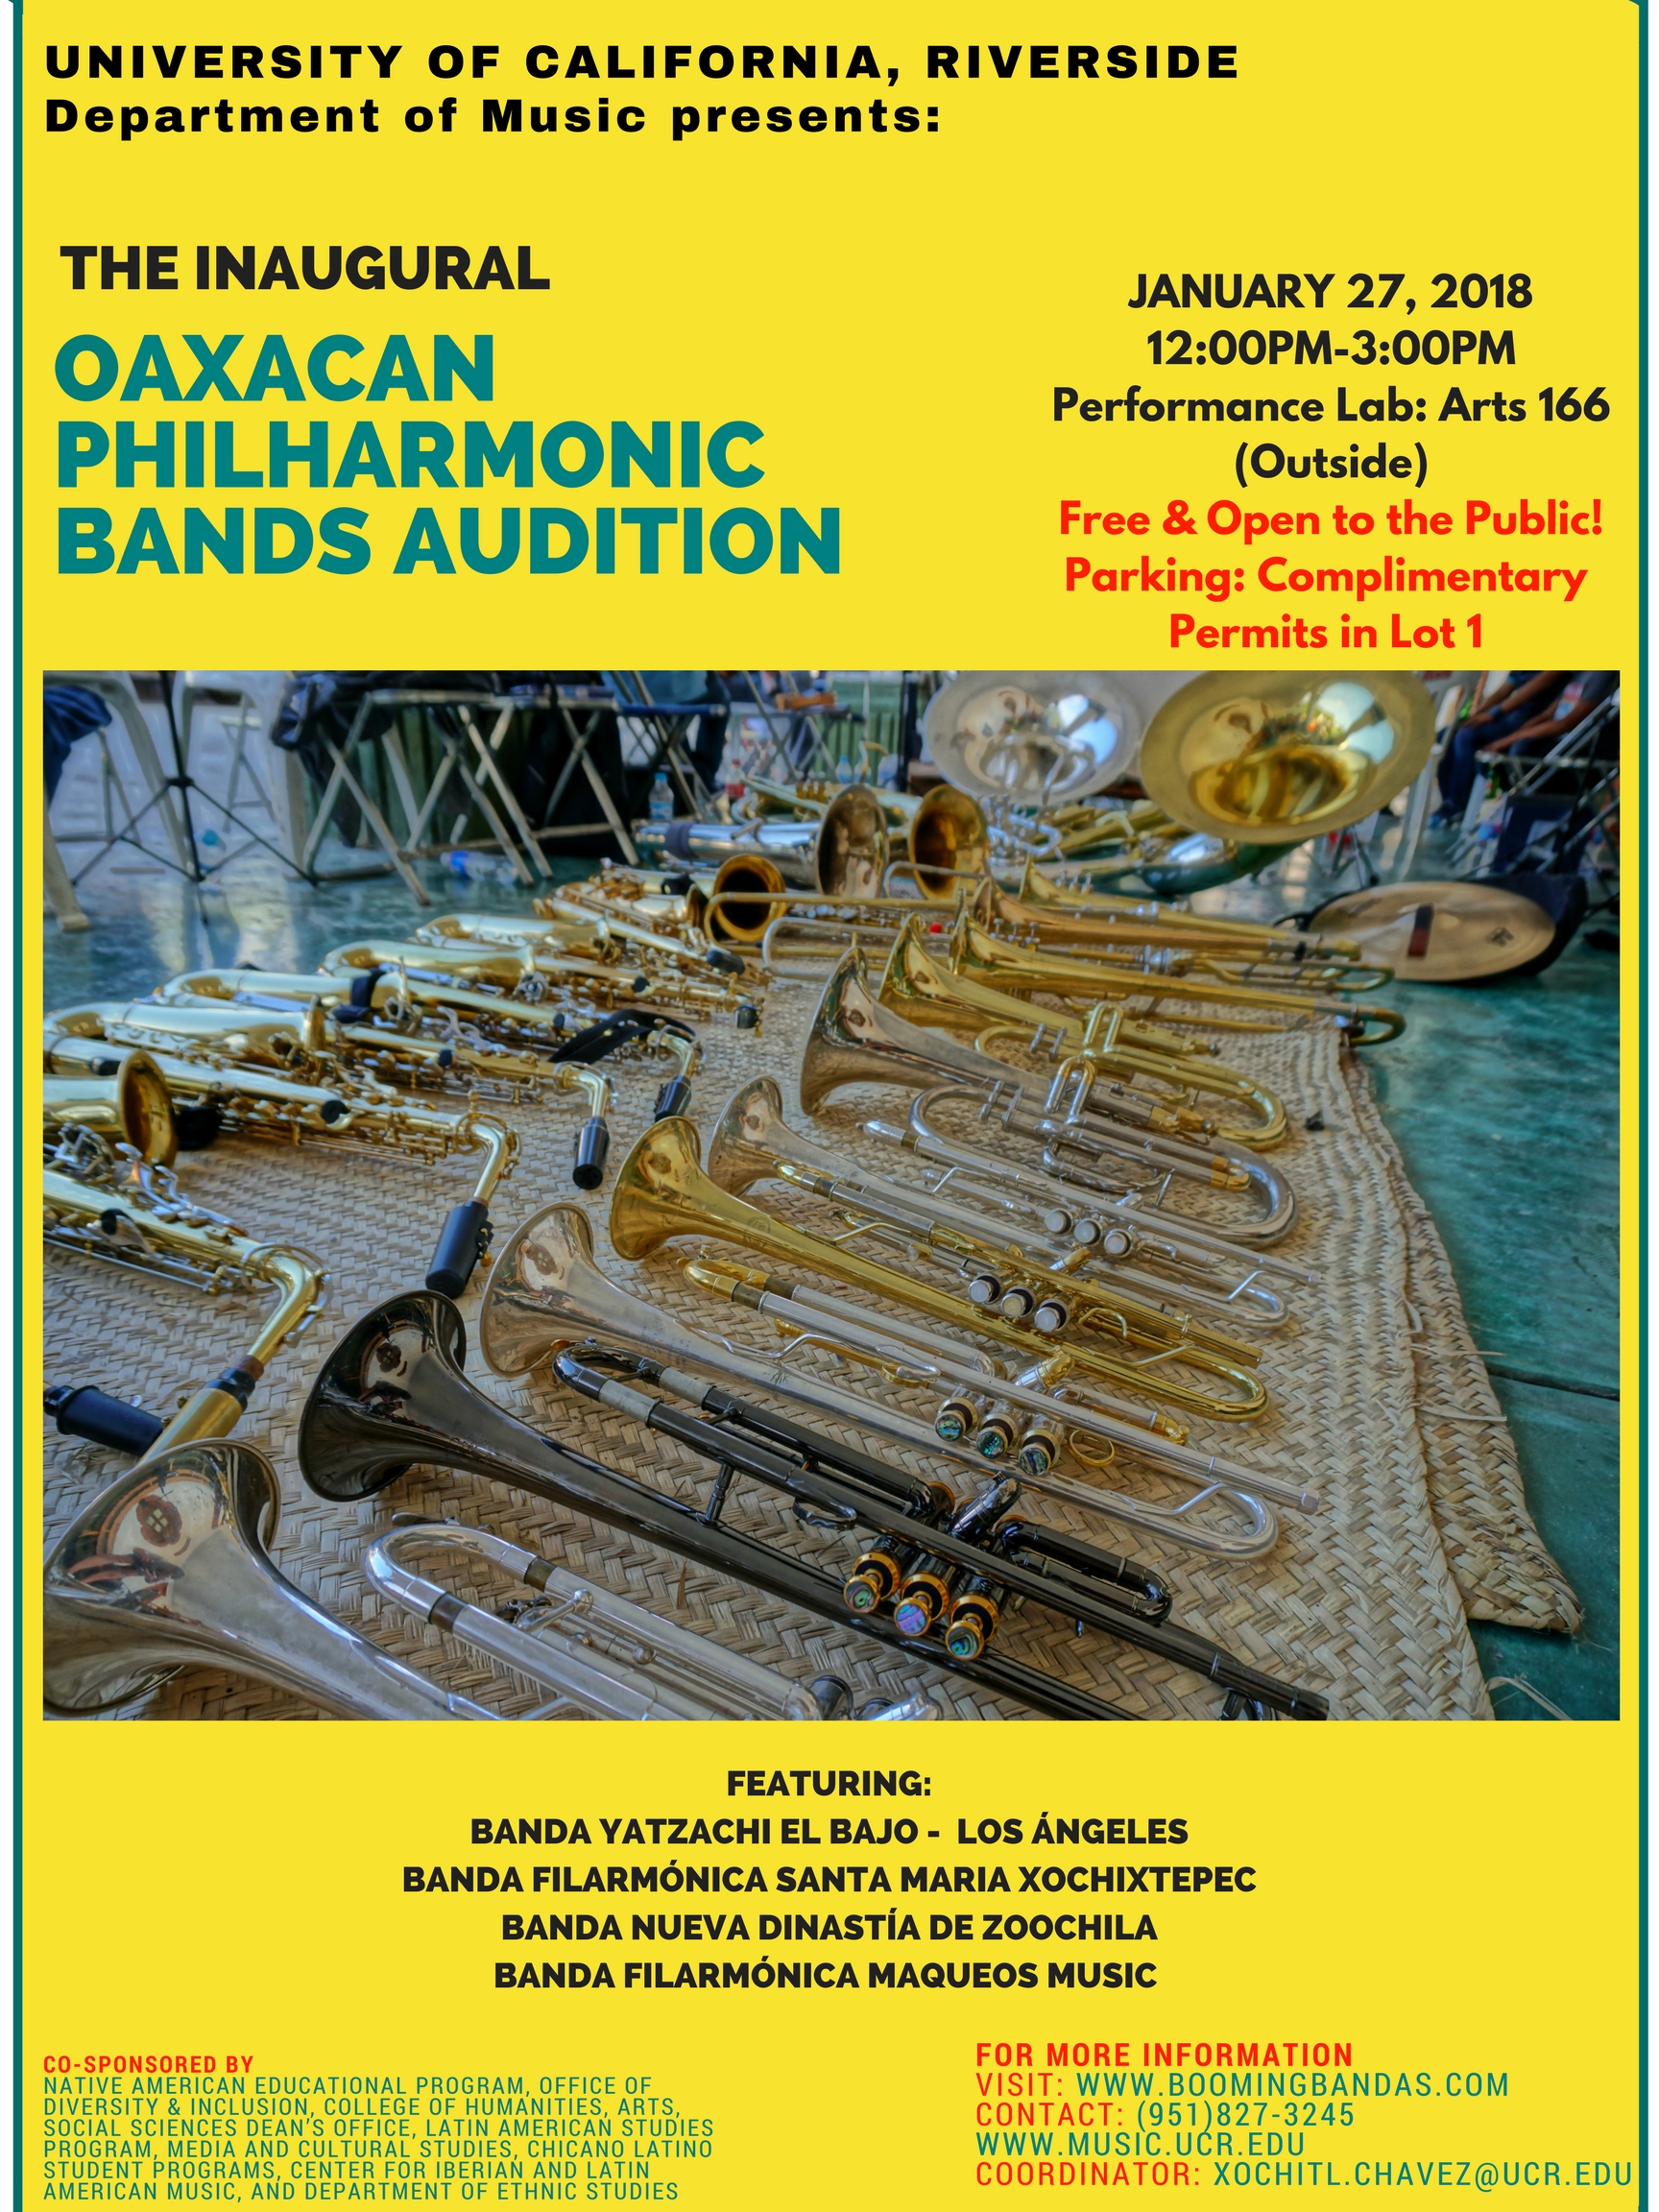 UNIVERSITY OF CALIFORNIA, RIVERSIDE
Department of Music presents:
THE INAUGURAL
OAXACAN
PHILHARMONIC
BANDS AUDITION
JANUARY 27, 2018
12:00PM-3:00PM
Performance Lab: Arts 166
(Outside)
Free & Open to the Public!
Parking: Complimentary
Permits in Lot 1
FEATURING:
BANDA YATZACHI EL BAJO - LOS ÁNGELES
BANDA FILARMÓNICA SANTA MARIA XOCHIXTEPEC
BANDA NUEVA DINASTÍA DE ZOOCHILA
BANDA FILARMÓNICA MAQUEOS MUSIC
CO-SPONSORED BY
NATIVE AMERICAN EDUCATIONAL PROGRAM, OFFICE OF
DIVERSITY & INCLUSION, COLLEGE OF HUMANITIES, ARTS,
SOCIAL SCIENCES DEAN'S OFFICE, LATIN AMERICAN STUDIES
PROGRAM, MEDIA AND CULTURAL STUDIES, CHICANO LATINO
STUDENT PROGRAMS, CENTER FOR IBERIAN AND LATIN
AMERICAN MUSIC, AND DEPARTMENT OF ETHNIC STUDIES
FOR MORE INFORMATION
VISIT: WWW.BOOMINGBANDAS.COM
CONTACT: (951)827-3245
WWW.MUSIC.UCR.EDU
COORDINATOR: XOCHITL.CHAVEZ@UCR.EDU